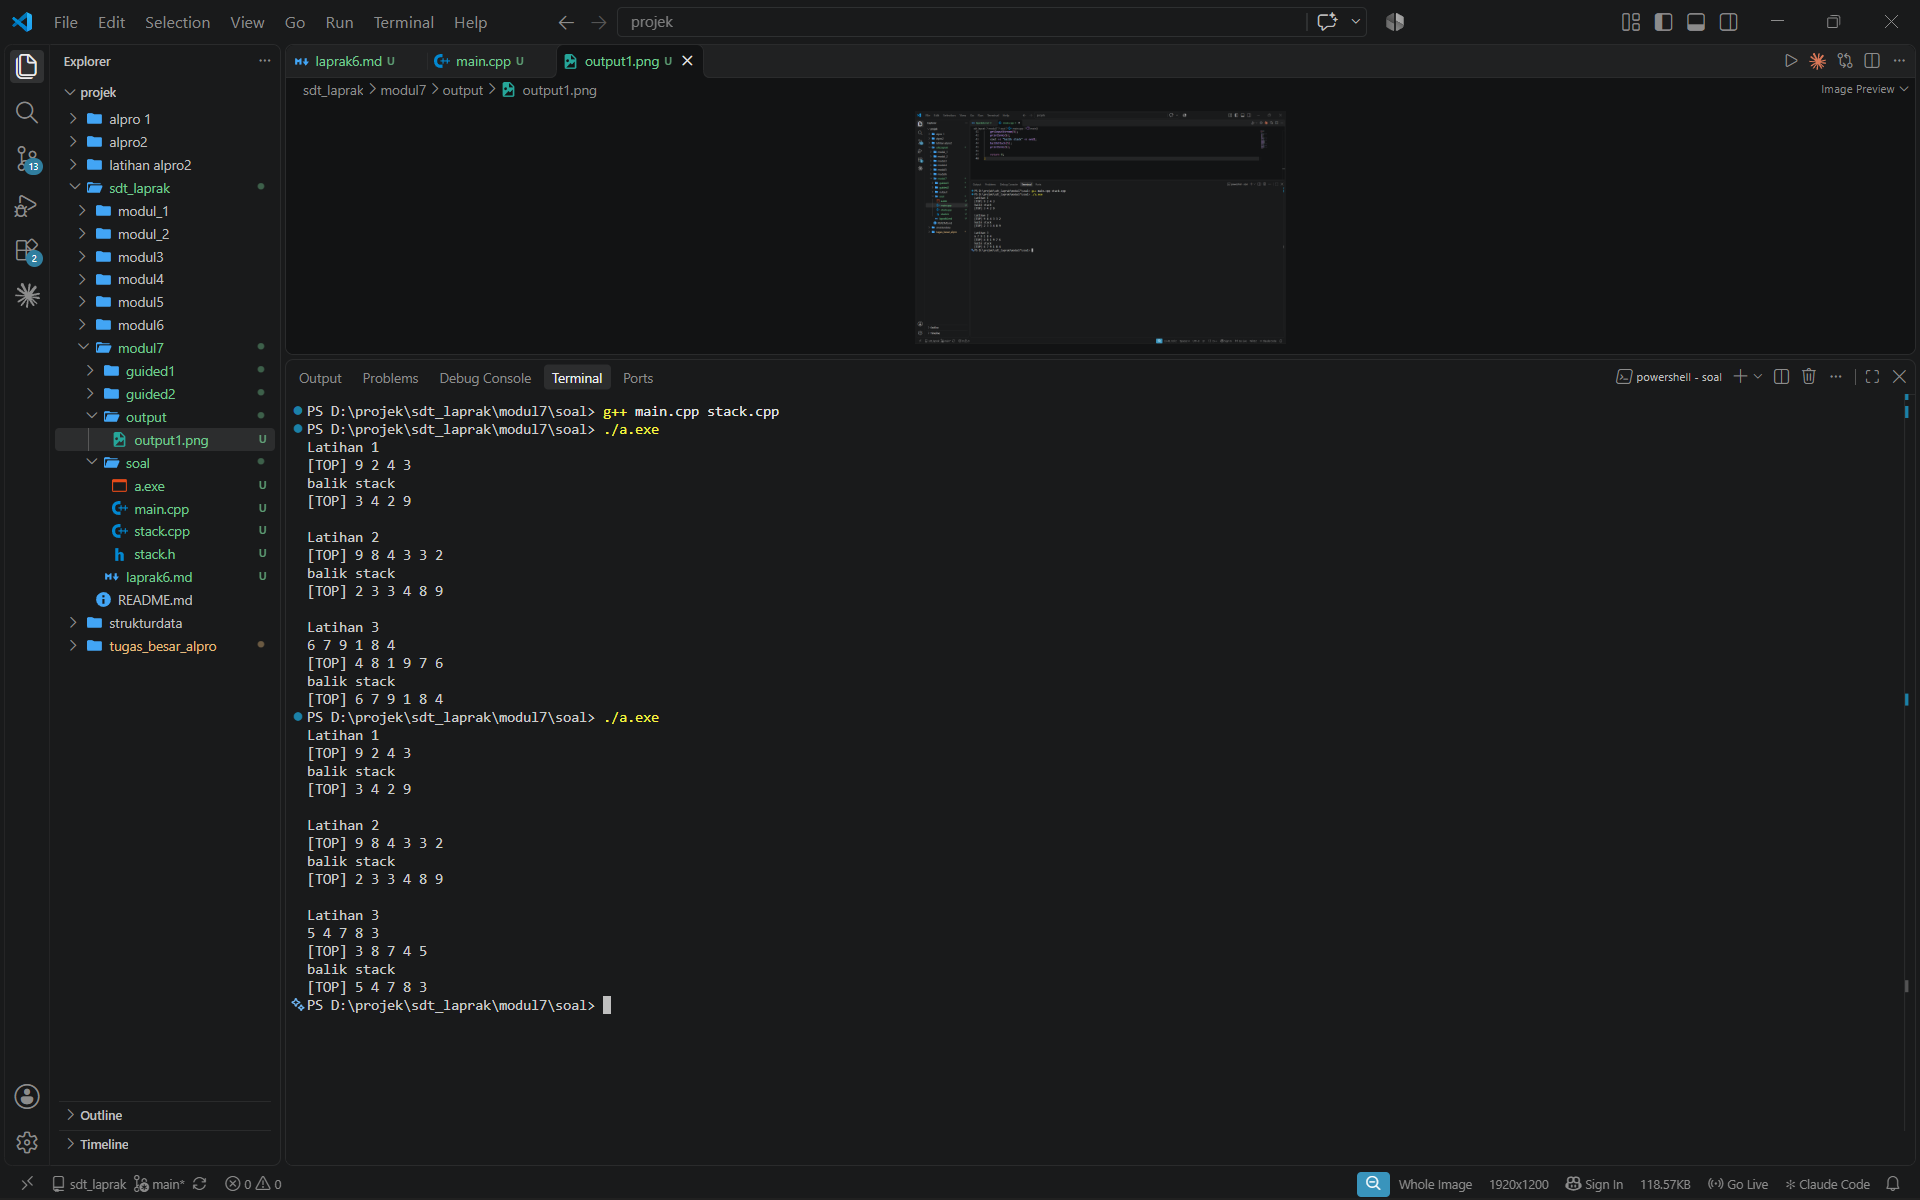 File Edit Selection View Go Run Terminal Help
projek
Explorer
projek
alpro 1
alpro2
latihan alpro2
sdt_laprak
modul_1
modul_2
modul3
modul4
modul5
modul6
modul7
guided1
guided2
output
output1.png U
soal
a.exe U
main.cpp U
stack.cpp U
stack.h U
laprak6.md U
README.md
strukturdata
tugas_besar_alpro
Outline
Timeline
13
2
laprak6.md U main.cpp U output1.png U
sdt_laprak > modul7 > output > output1.png
Image Preview
Output Problems Debug Console Terminal Ports
powershell - soal
PS D:\projek\sdt_laprak\modul7\soal> g++ main.cpp stack.cpp
PS D:\projek\sdt_laprak\modul7\soal> ./a.exe
Latihan 1
[TOP] 9 2 4 3
balik stack
[TOP] 3 4 2 9
Latihan 2
[TOP] 9 8 4 3 3 2
balik stack
[TOP] 2 3 3 4 8 9
Latihan 3
6 7 9 1 8 4
[TOP] 4 8 1 9 7 6
balik stack
[TOP] 6 7 9 1 8 4
PS D:\projek\sdt_laprak\modul7\soal> ./a.exe
Latihan 1
[TOP] 9 2 4 3
balik stack
[TOP] 3 4 2 9
Latihan 2
[TOP] 9 8 4 3 3 2
balik stack
[TOP] 2 3 3 4 8 9
Latihan 3
5 4 7 8 3
[TOP] 3 8 7 4 5
balik stack
[TOP] 5 4 7 8 3
PS D:\projek\sdt_laprak\modul7\soal>
sdt_laprak main* 0 0
Whole Image 1920x1200 Sign In 118.57KB Go Live Claude Code